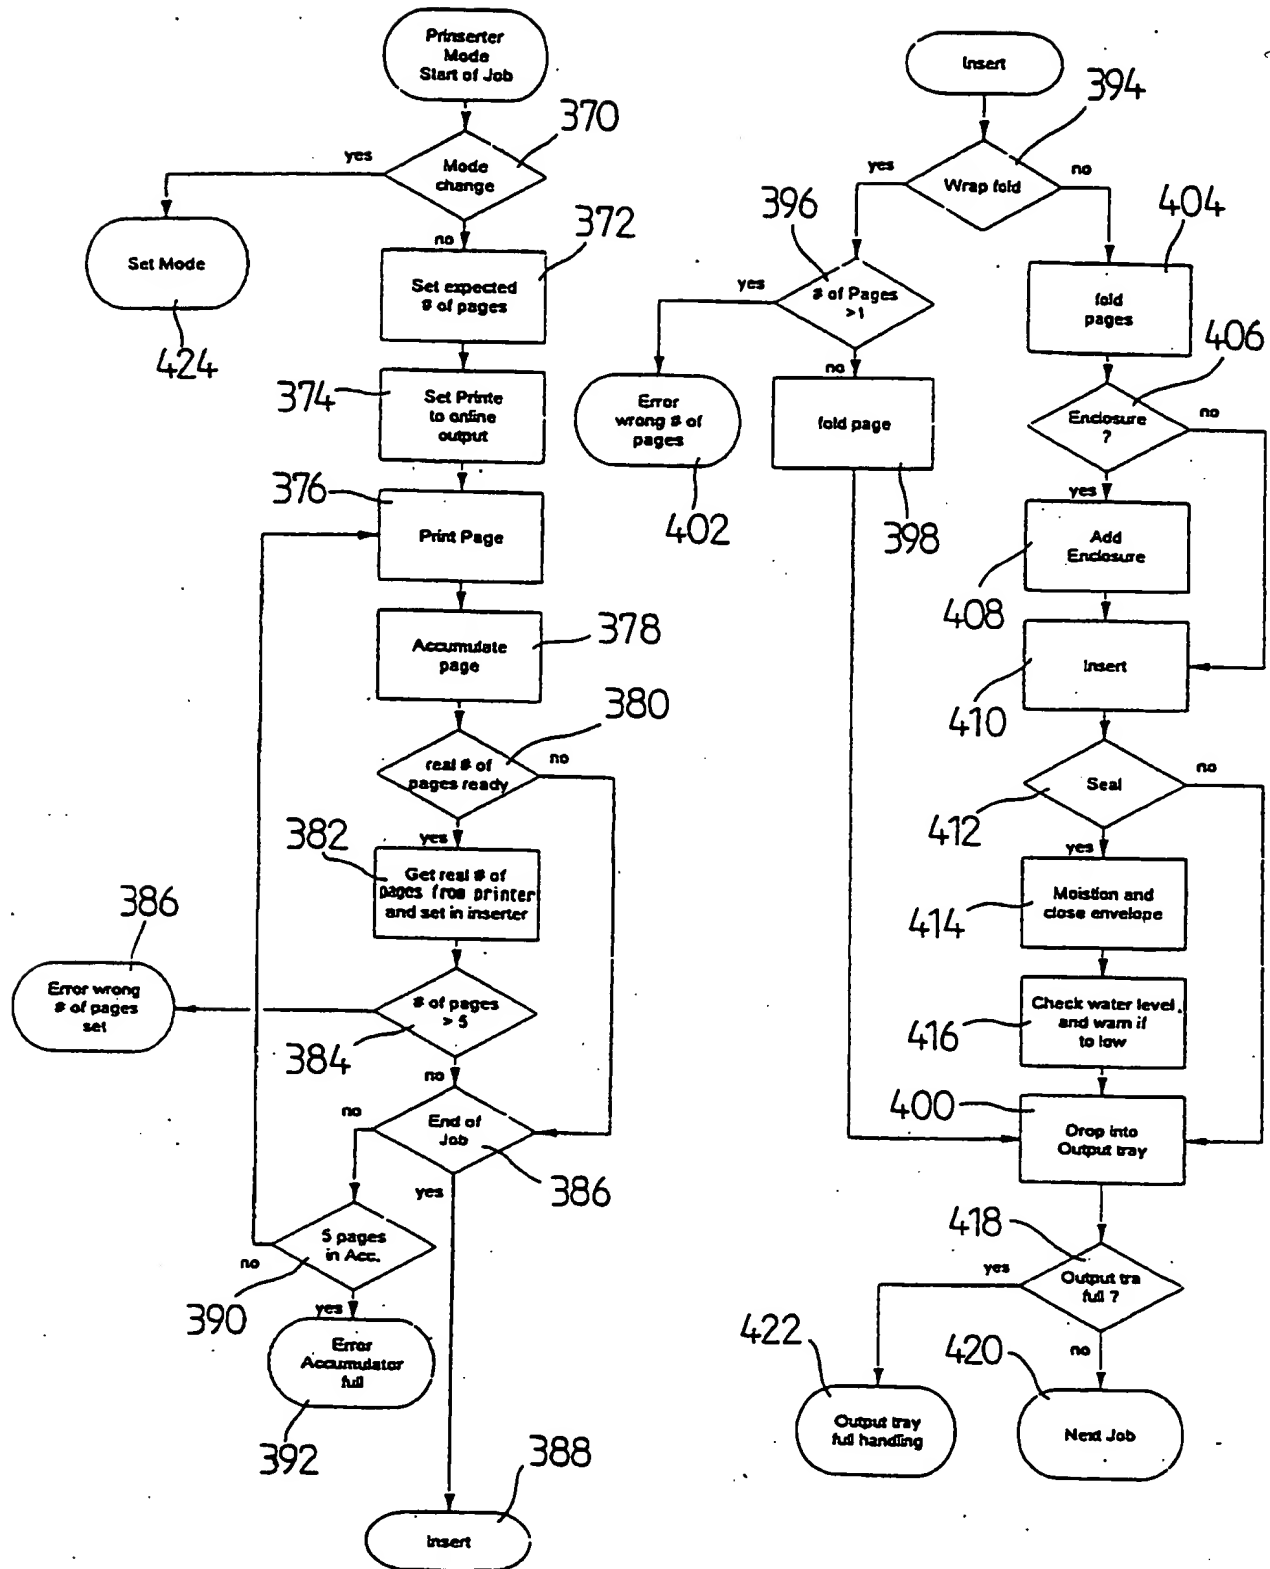 Prinserter
Mode
Start of Job
370
yes
Mode
change
no
372
Set Mode
424
Set expected
# of pages
374
Set Printe
to online
output
376
Print Page
378
Accumulate
page
380
real # of
pages ready
no
yes
382
Get real # of
pages from printer
and set in inserter
386
Error wrong
# of pages
set
# of pages
> 5
384
no
no
End of
Job
386
yes
5 pages
in Acc.
no
390
yes
Error
Accumulator
full
392
388
Insert
Insert
394
yes
Wrap fold
no
396
404
yes
# of Pages
>1
no
fold
pages
406
Error
wrong # of
pages
402
fold page
398
Enclosure
?
no
yes
Add
Enclosure
408
Insert
410
Seal
no
412
yes
Moistion and
close envelope
414
Check water level.
and warn if
to low
416
400
Drop into
Output tray
418
yes
Output tra
full ?
no
422
420
Output tray
full handling
Next Job